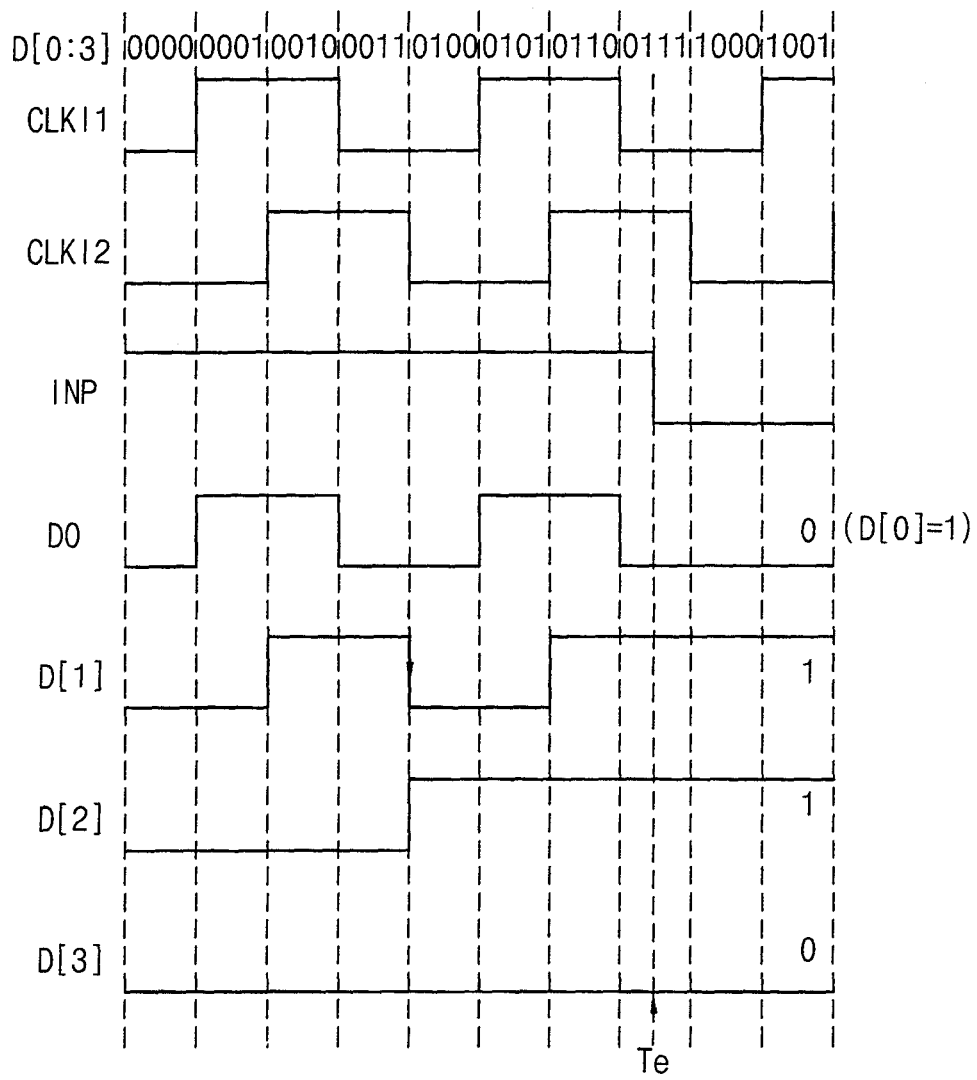 D[0:3] 0000 0001 0010 0011 0100 0101 0110 0111 1000 1001
CLKI1
CLKI2
INP
D0 0 (D[0]=1)
D[1] 1
D[2] 1
D[3] 0
Te